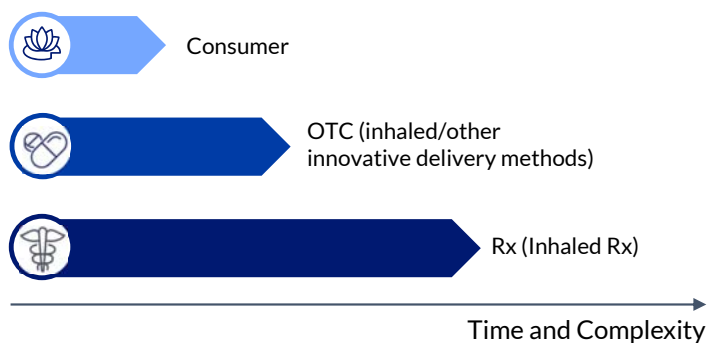 Consumer
OTC (inhaled/other
innovative delivery methods)
Rx (Inhaled Rx)
Time and Complexity